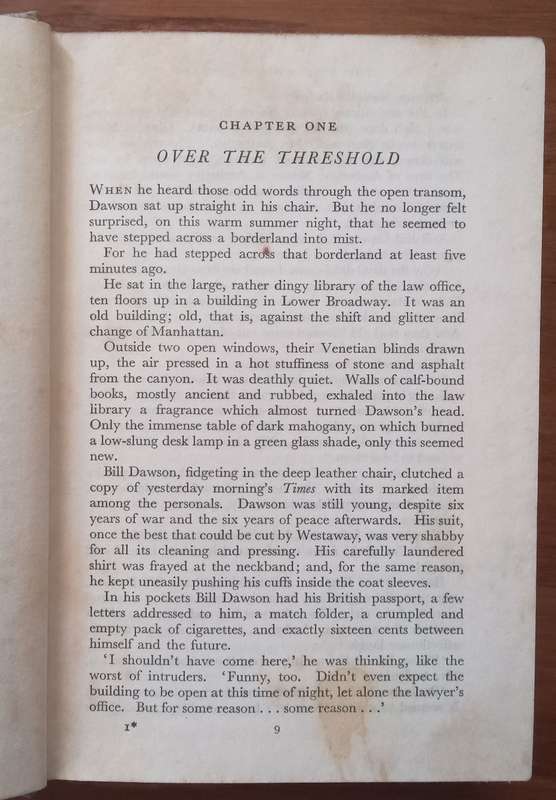 CHAPTER ONE
OVER THE THRESHOLD
WHEN he heard those odd words through the open transom,
Dawson sat up straight in his chair. But he no longer felt
surprised, on this warm summer night, that he seemed to
have stepped across a borderland into mist.
For he had stepped across that borderland at least five
minutes ago.
He sat in the large, rather dingy library of the law office,
ten floors up in a building in Lower Broadway. It was an
old building; old, that is, against the shift and glitter and
change of Manhattan.
Outside two open windows, their Venetian blinds drawn
up, the air pressed in a hot stuffiness of stone and asphalt
from the canyon. It was deathly quiet. Walls of calf-bound
books, mostly ancient and rubbed, exhaled into the law
library a fragrance which almost turned Dawson's head.
Only the immense table of dark mahogany, on which burned
a low-slung desk lamp in a green glass shade, only this seemed
new.
Bill Dawson, fidgeting in the deep leather chair, clutched a
copy of yesterday morning's Times with its marked item
among the personals. Dawson was still young, despite six
years of war and the six years of peace afterwards. His suit,
once the best that could be cut by Westaway, was very shabby
for all its cleaning and pressing. His carefully laundered
shirt was frayed at the neckband; and, for the same reason,
he kept uneasily pushing his cuffs inside the coat sleeves.
In his pockets Bill Dawson had his British passport, a few
letters addressed to him, a match folder, a crumpled and
empty pack of cigarettes, and exactly sixteen cents between
himself and the future.
'I shouldn't have come here,' he was thinking, like the
worst of intruders. 'Funny, too. Didn't even expect the
building to be open at this time of night, let alone the lawyer's
office. But for some reason . . . some reason . . .'
1* 9